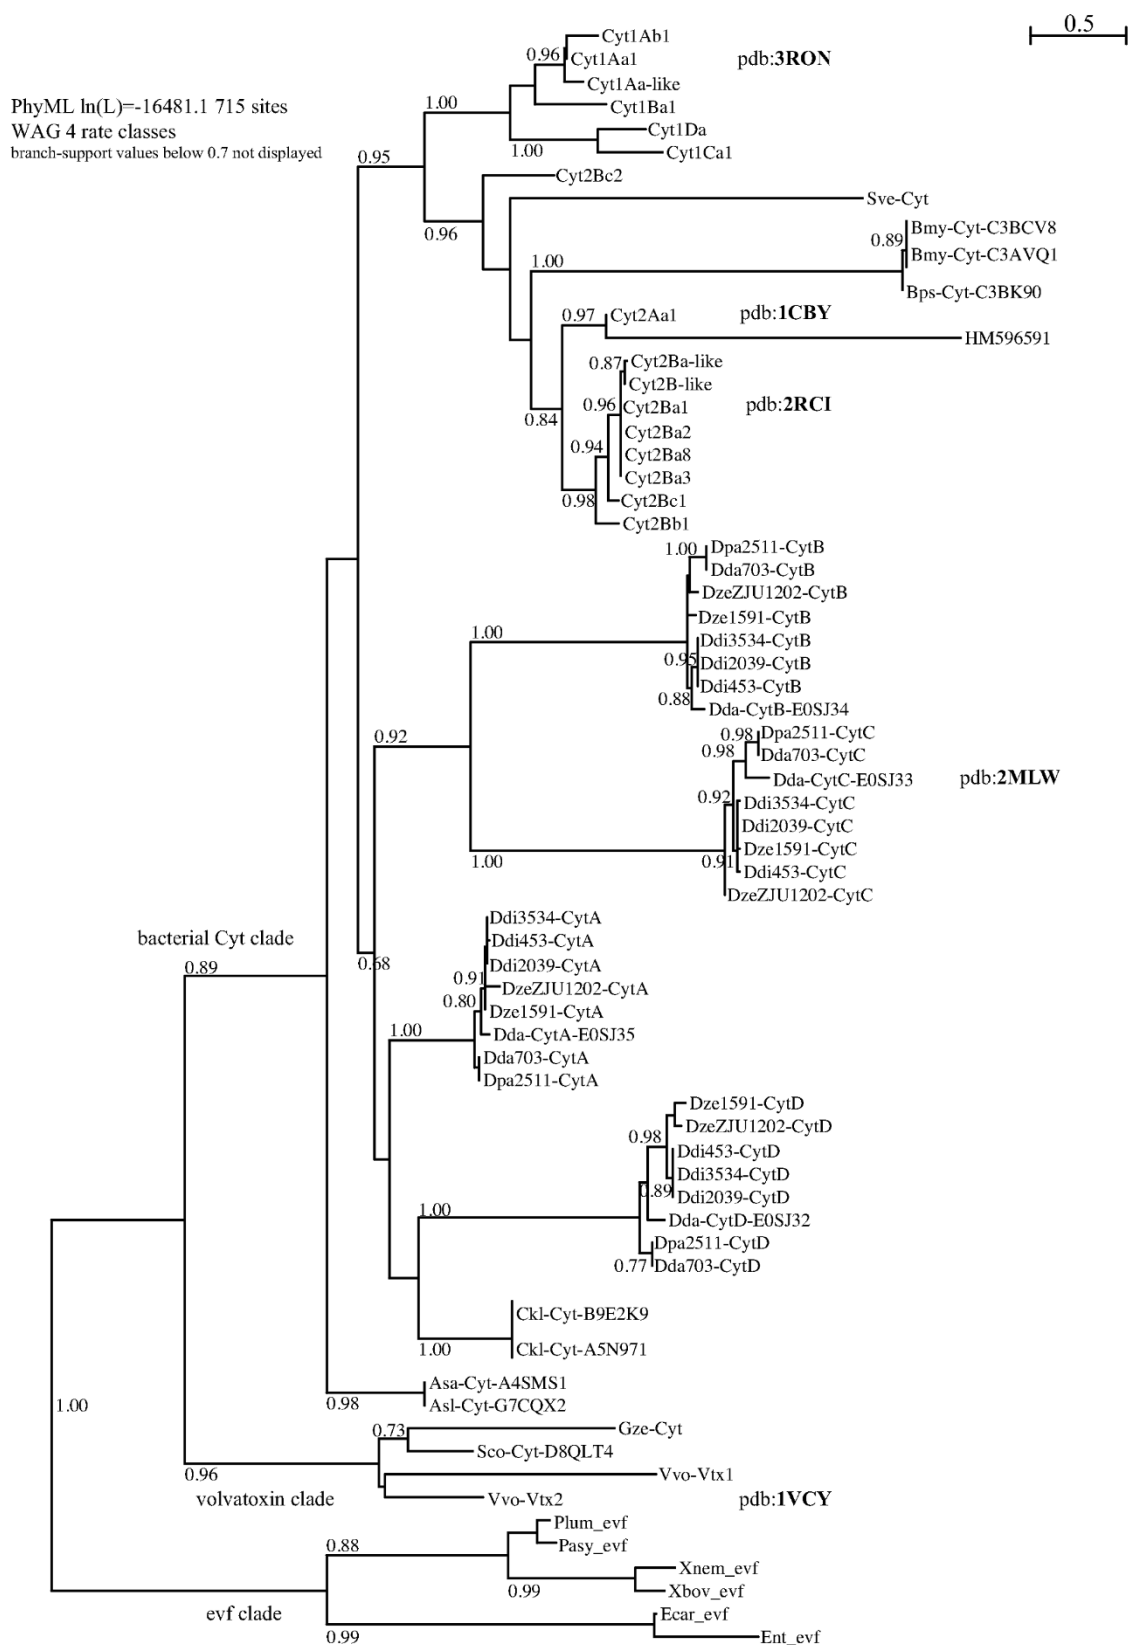 0.5
Cyt1Ab1
0.96 Cyt1Aa1
pdb:3RON
Cyt1Aa-like
PhyML ln(L)=-16481.1 715 sites
1.00
Cyt1Ba1
WAG 4 rate classes
Cyt1Da
branch-support values below 0.7 not displayed
1.00
Cyt1Ca1
0.95
Cyt2Bc2
Sve-Cyt
0.96
Bmy-Cyt-C3BCV8
0.89
Bmy-Cyt-C3AVQ1
1.00
Bps-Cyt-C3BK90
0.97 Cyt2Aa1
pdb:1CBY
HM596591
0.87 Cyt2Ba-like
Cyt2B-like
0.96 Cyt2Ba1
pdb:2RCI
0.84
Cyt2Ba2
0.94
Cyt2Ba8
Cyt2Ba3
0.98 Cyt2Bc1
Cyt2Bb1
1.00 Dpa2511-CytB
Dda703-CytB
DzeZJU1202-CytB
Dze1591-CytB
1.00
Ddi3534-CytB
0.95 Ddi2039-CytB
Ddi453-CytB
0.88
Dda-CytB-E0SJ34
0.92
0.98 Dpa2511-CytC
0.98
Dda703-CytC
Dda-CytC-E0SJ33
pdb:2MLW
0.92
Ddi3534-CytC
Ddi2039-CytC
Dze1591-CytC
1.00
0.91
Ddi453-CytC
DzeZJU1202-CytC
Ddi3534-CytA
bacterial Cyt clade
Ddi453-CytA
0.89
0.68
Ddi2039-CytA
0.91
DzeZJU1202-CytA
0.80
Dze1591-CytA
1.00
Dda-CytA-E0SJ35
Dda703-CytA
Dpa2511-CytA
Dze1591-CytD
DzeZJU1202-CytD
0.98
Ddi453-CytD
Ddi3534-CytD
0.89
Ddi2039-CytD
1.00
Dda-CytD-E0SJ32
Dpa2511-CytD
0.77 Dda703-CytD
Ckl-Cyt-B9E2K9
1.00
Ckl-Cyt-A5N971
Asa-Cyt-A4SMS1
0.98
Asl-Cyt-G7CQX2
1.00
0.73
Gze-Cyt
Sco-Cyt-D8QLT4
0.96
Vvo-Vtx1
volvatoxin clade
Vvo-Vtx2
pdb:1VCY
Plum_evf
0.88
Pasy_evf
Xnem_evf
0.99
Xbov_evf
evf clade
Ecar_evf
0.99
Ent_evf